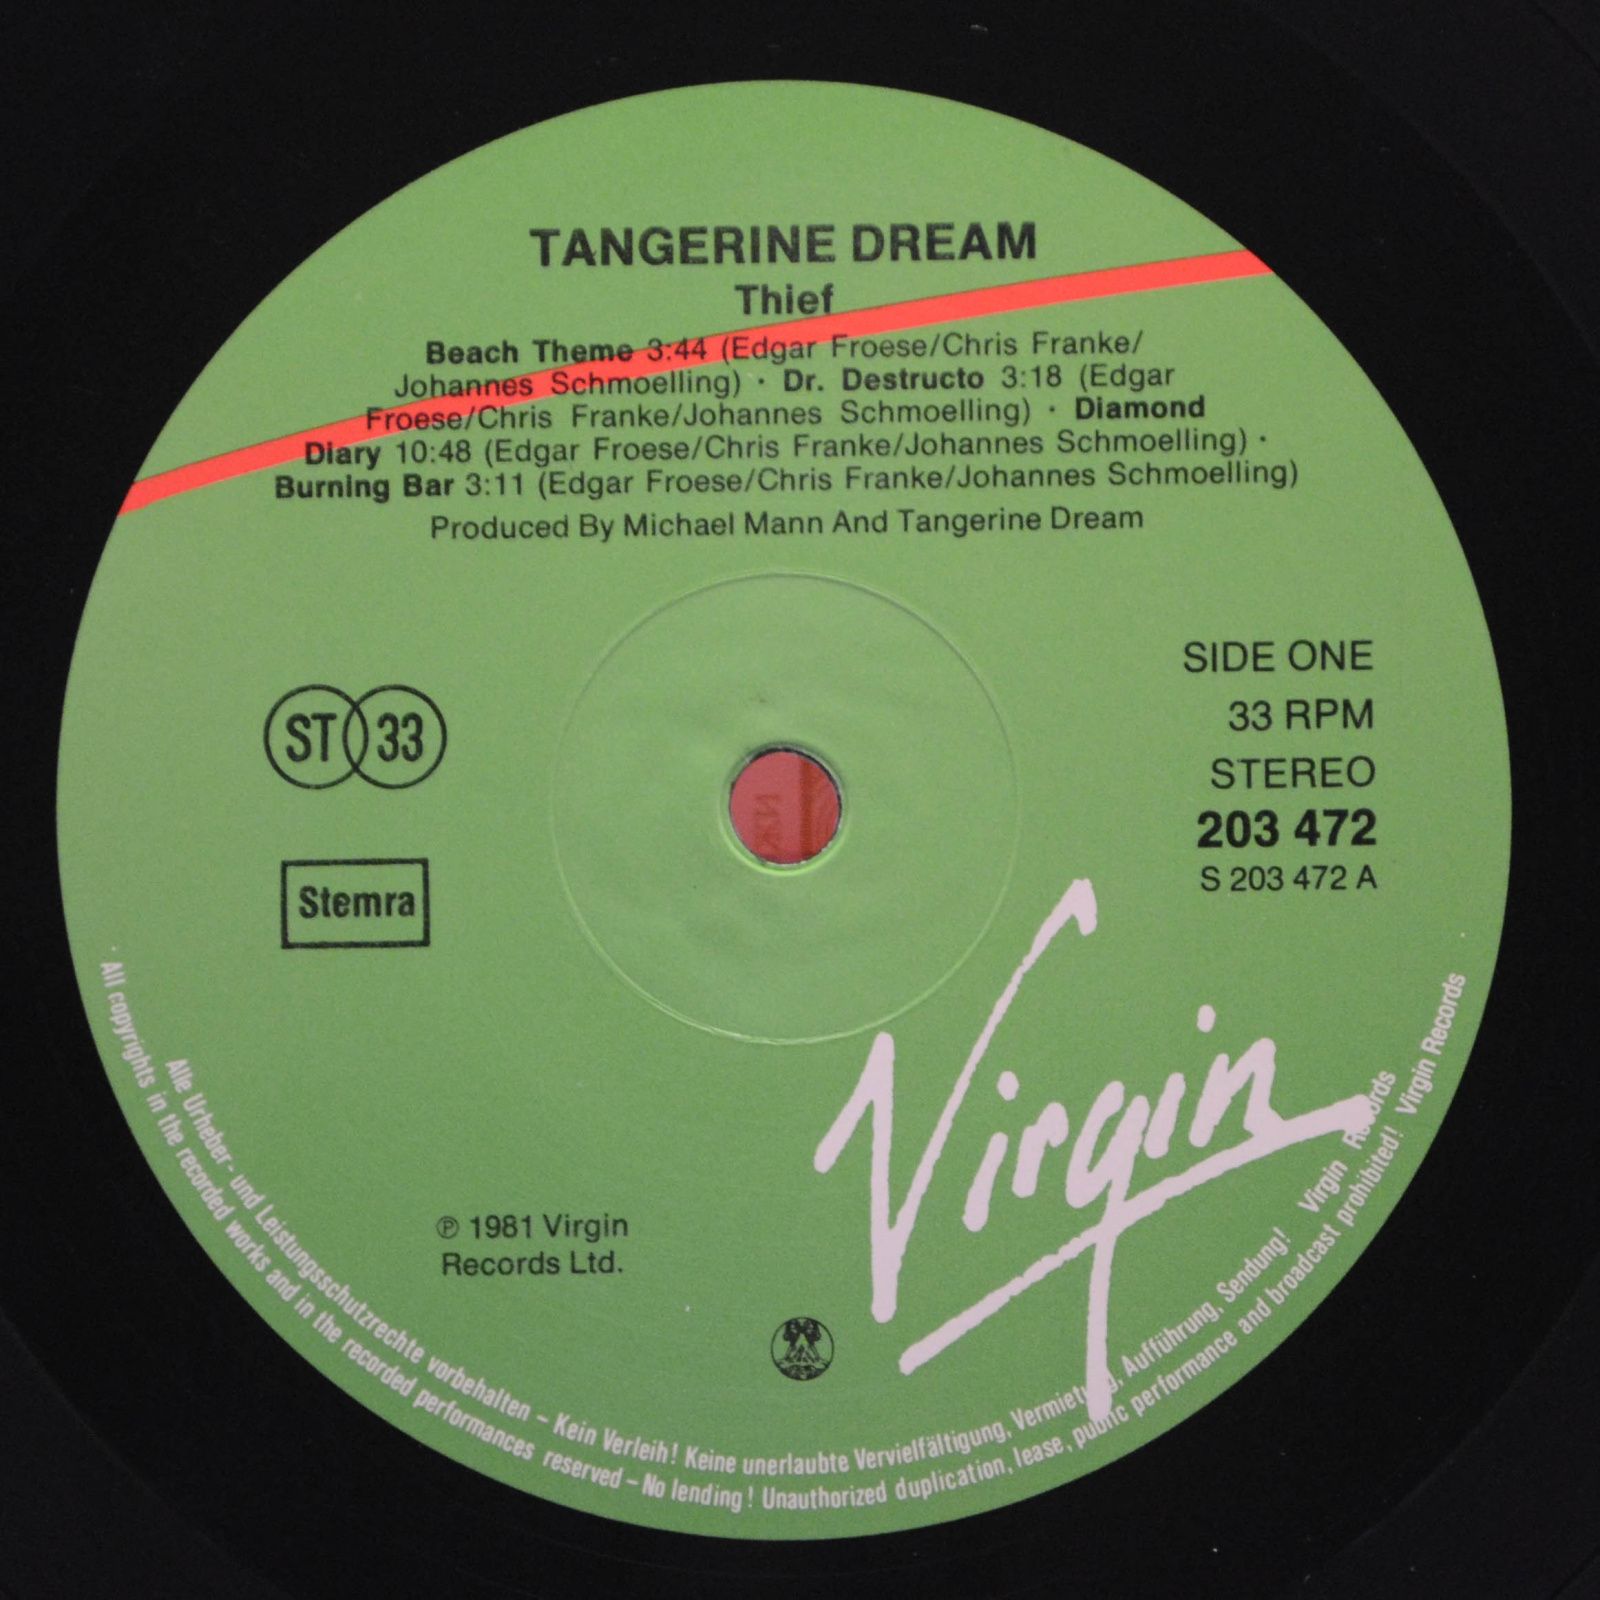 TANGERINE DREAM
Thief
Beach Theme 3:44 (Edgar Froese/Chris Franke/
Johannes Schmoelling) · Dr. Destructo 3:18 (Edgar
Froese/Chris Franke/Johannes Schmoelling) · Diamond
Diary 10:48 (Edgar Froese/Chris Franke/Johannes Schmoelling) ·
Burning Bar 3:11 (Edgar Froese/Chris Franke/Johannes Schmoelling)
Produced By Michael Mann And Tangerine Dream
ST 33
Stemra
SIDE ONE
33 RPM
STEREO
203 472
S 203 472 A
Virgin
℗ 1981 Virgin
Records Ltd.
Alle Urheber- und Leistungsschutzrechte vorbehalten – Kein Verleih! Keine unerlaubte Vervielfältigung, Vermietung, Aufführung, Sendung! Virgin Records
All copyrights in the recorded works and in the recorded performances reserved – No lending! Unauthorized duplication, lease, public performance and broadcast prohibited! Virgin Records